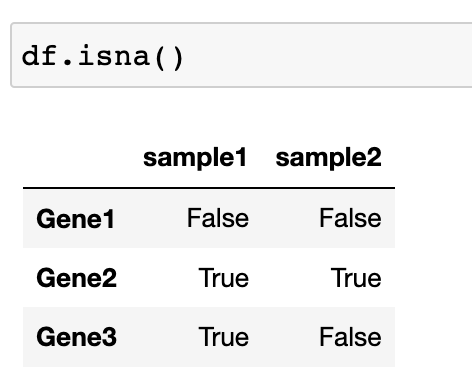 df.isna()
sample1 sample2
Gene1 False False
Gene2 True True
Gene3 True False